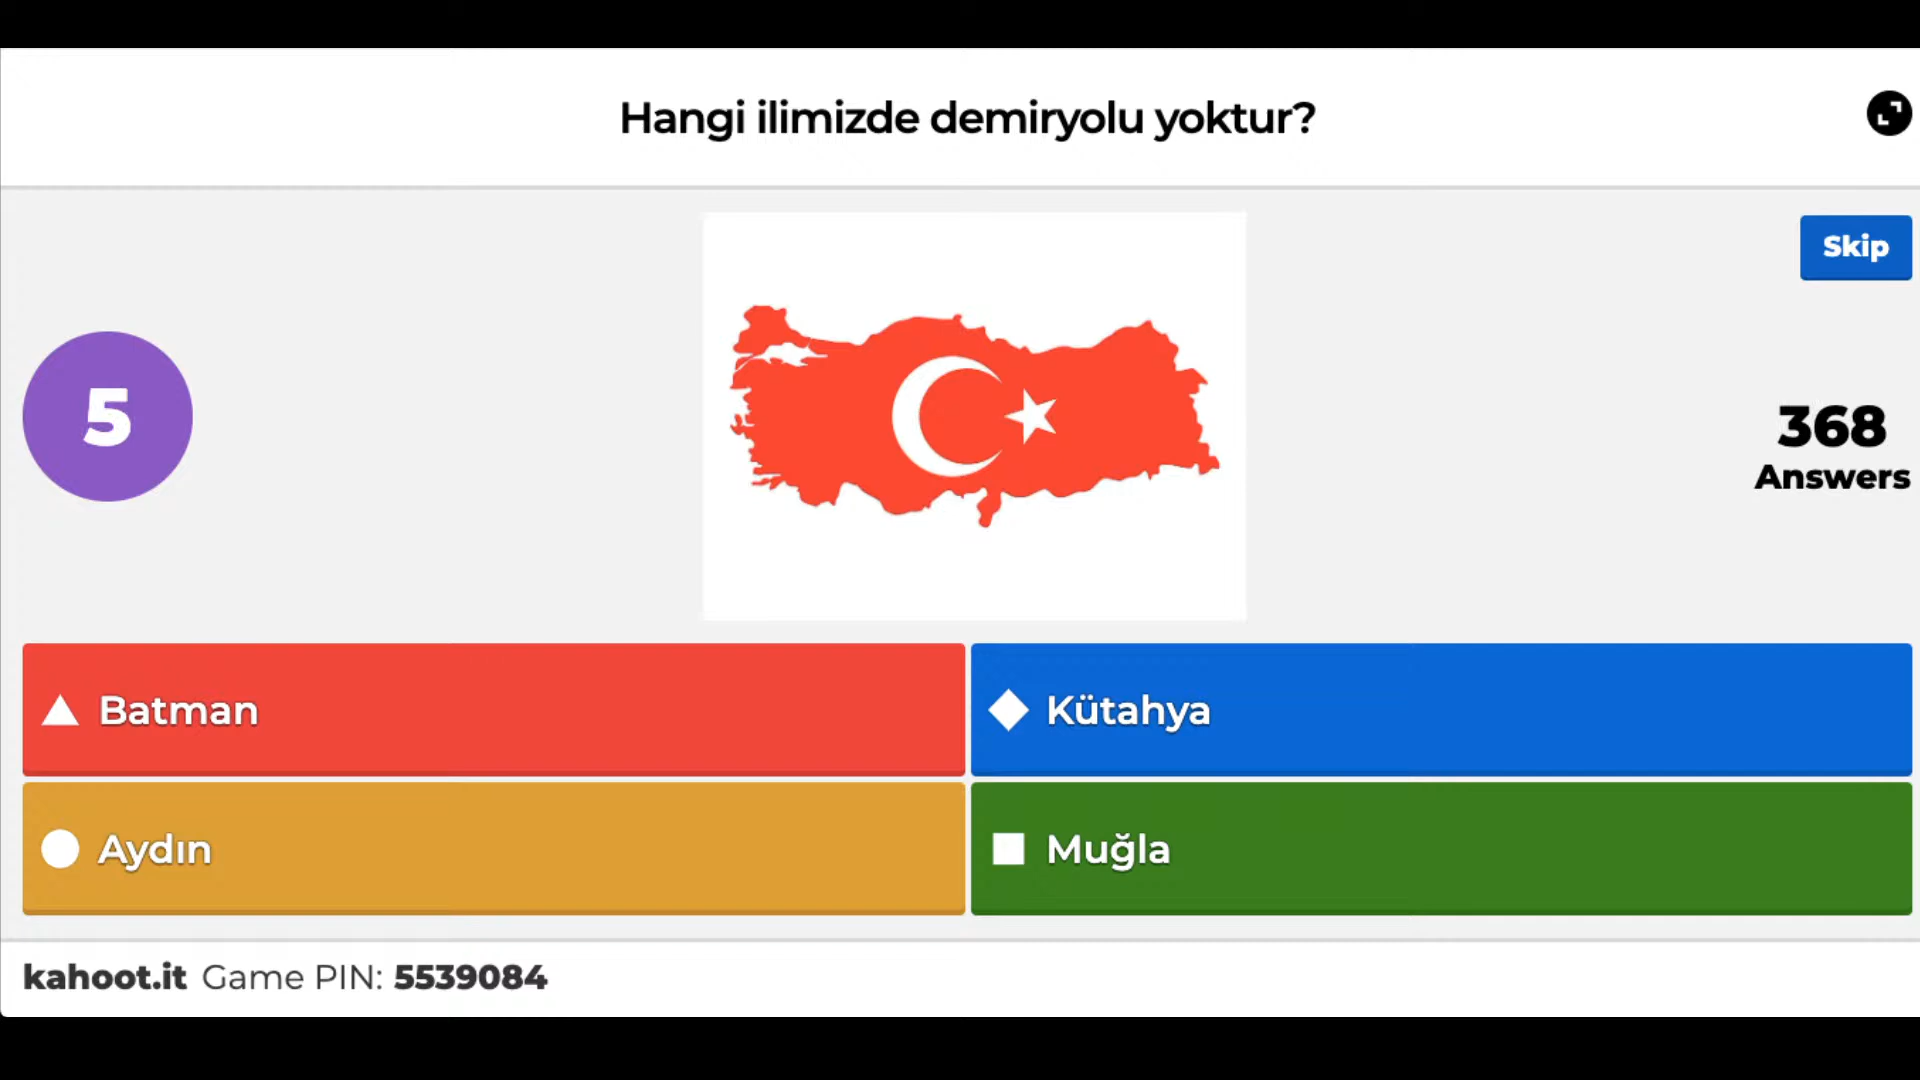 Hangi ilimizde demiryolu yoktur?
Skip
5
368
Answers
Batman
Kütahya
Aydın
Muğla
kahoot.it Game PIN: 5539084